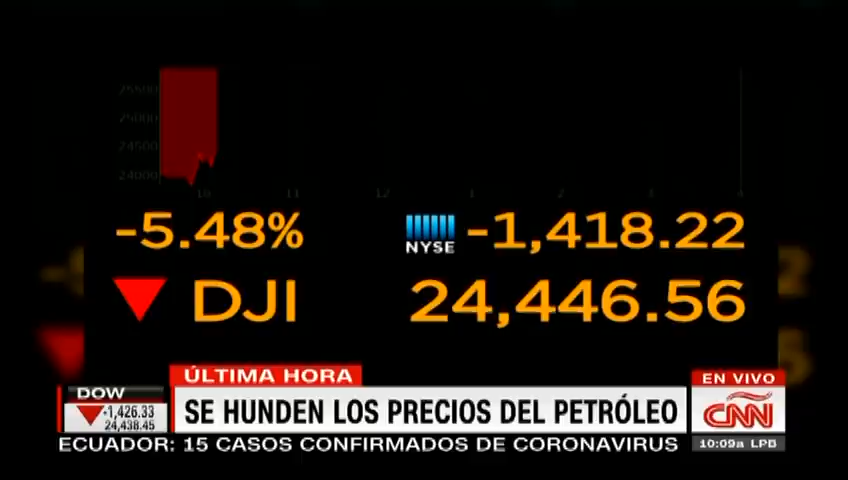 25500
25000
24500
24000
10 11 12 1 2 3 4
-5.48% NYSE -1,418.22
DJI 24,446.56
ÚLTIMA HORA
EN VIVO
DOW
-1,426.33
24,438.45
SE HUNDEN LOS PRECIOS DEL PETRÓLEO
CNN
ECUADOR: 15 CASOS CONFIRMADOS DE CORONAVIRUS
10:09a LPB